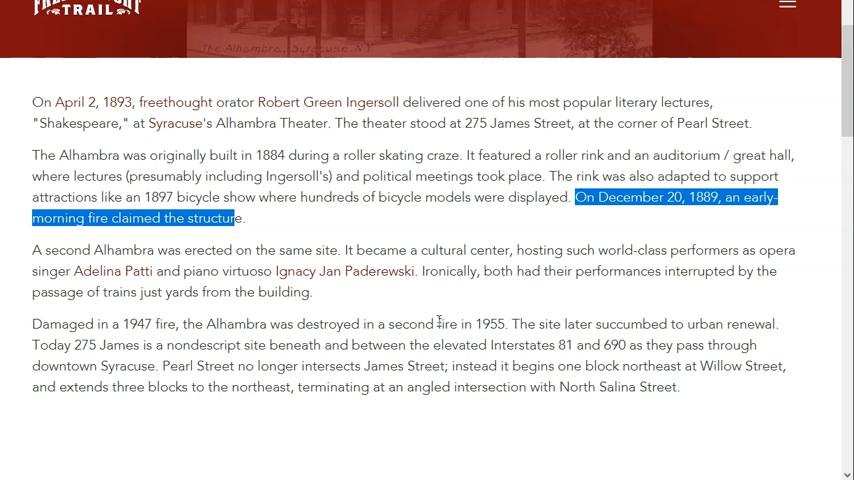 TRAIL
The Alhambra, Syracuse, N.Y.
On April 2, 1893, freethought orator Robert Green Ingersoll delivered one of his most popular literary lectures,
"Shakespeare," at Syracuse's Alhambra Theater. The theater stood at 275 James Street, at the corner of Pearl Street.
The Alhambra was originally built in 1884 during a roller skating craze. It featured a roller rink and an auditorium / great hall,
where lectures (presumably including Ingersoll's) and political meetings took place. The rink was also adapted to support
attractions like an 1897 bicycle show where hundreds of bicycle models were displayed. On December 20, 1889, an early-
morning fire claimed the structure.
A second Alhambra was erected on the same site. It became a cultural center, hosting such world-class performers as opera
singer Adelina Patti and piano virtuoso Ignacy Jan Paderewski. Ironically, both had their performances interrupted by the
passage of trains just yards from the building.
Damaged in a 1947 fire, the Alhambra was destroyed in a second fire in 1955. The site later succumbed to urban renewal.
Today 275 James is a nondescript site beneath and between the elevated Interstates 81 and 690 as they pass through
downtown Syracuse. Pearl Street no longer intersects James Street; instead it begins one block northeast at Willow Street,
and extends three blocks to the northeast, terminating at an angled intersection with North Salina Street.